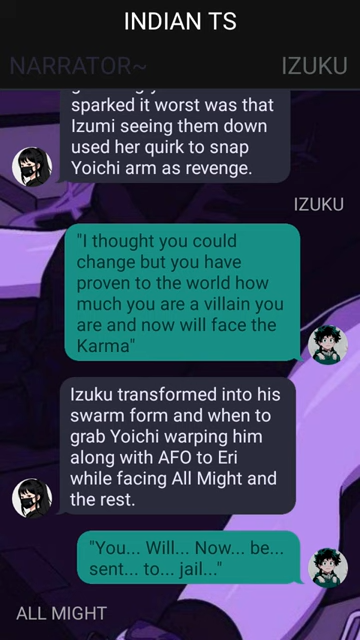 INDIAN TS
NARRATOR~
IZUKU
sparked it worst was that
Izumi seeing them down
used her quirk to snap
Yoichi arm as revenge.
IZUKU
"I thought you could
change but you have
proven to the world how
much you are a villain you
are and now will face the
Karma"
Izuku transformed into his
swarm form and when to
grab Yoichi warping him
along with AFO to Eri
while facing All Might and
the rest.
"You... Will... Now... be...
sent... to... jail..."
ALL MIGHT